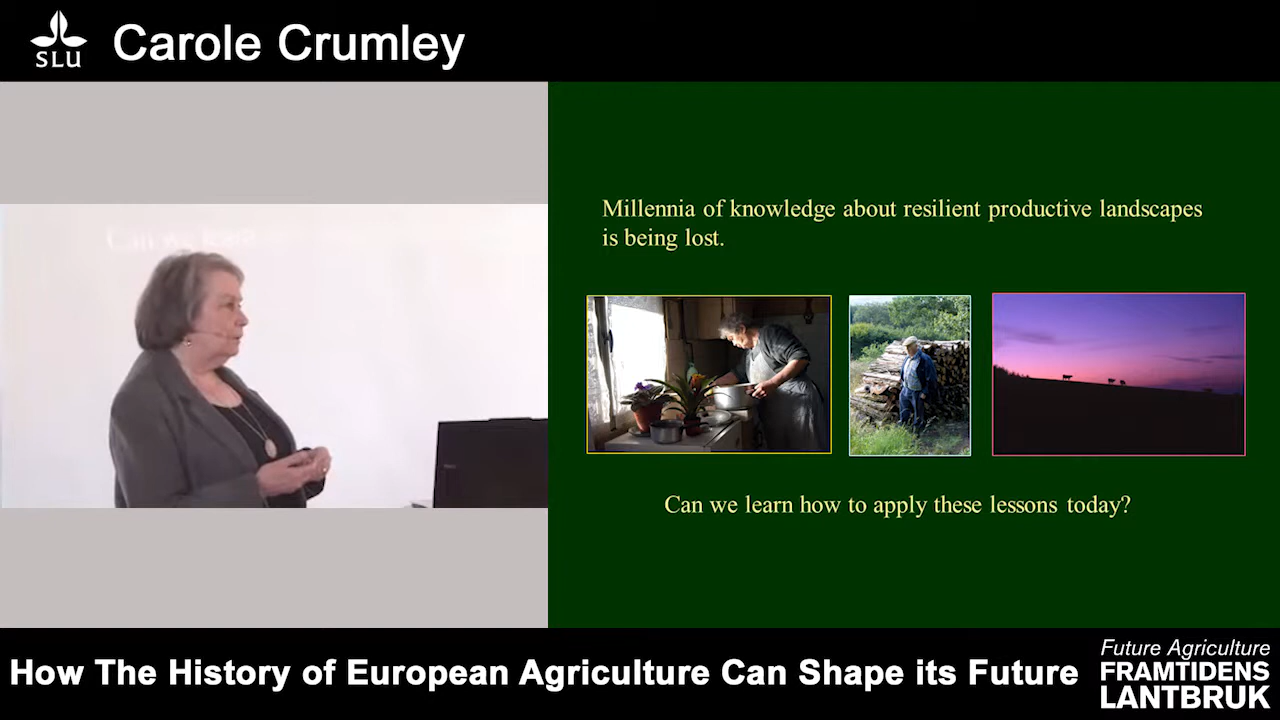 SLU
Carole Crumley
Millennia of knowledge about resilient productive landscapes
is being lost.
Can we learn how to apply these lessons today?
How The History of European Agriculture Can Shape its Future
Future Agriculture
FRAMTIDENS
LANTBRUK